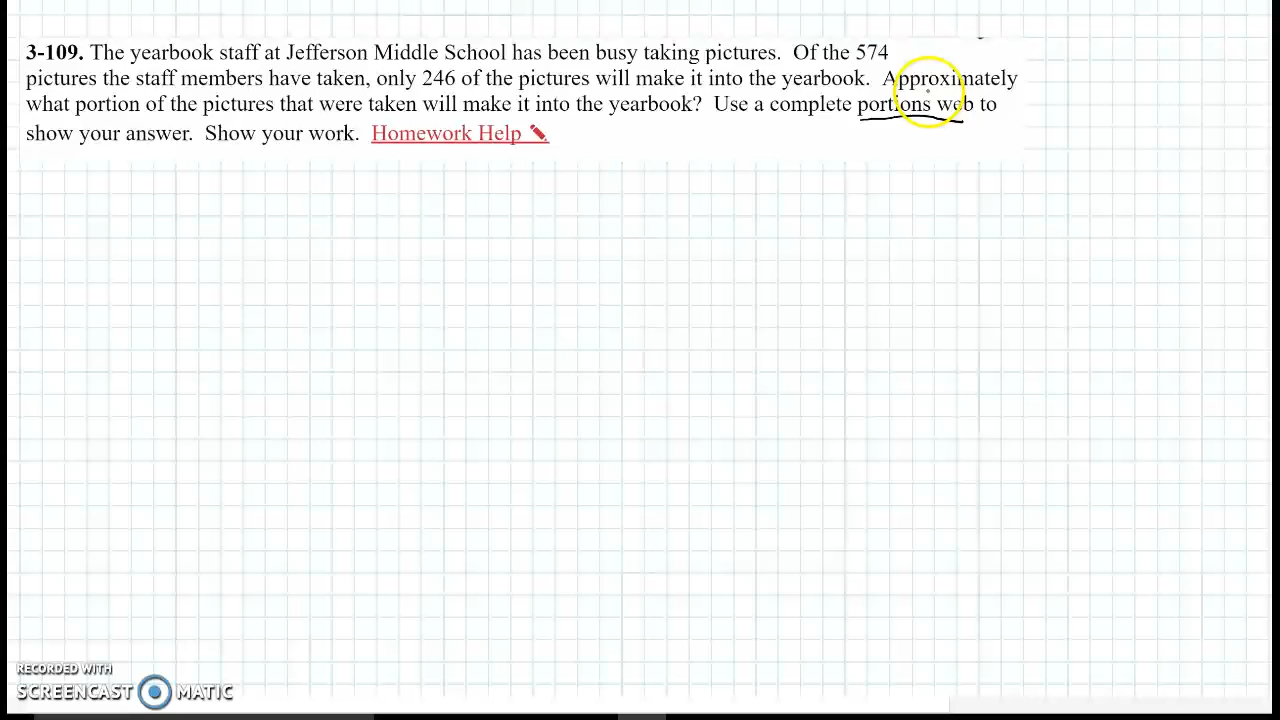 3-109. The yearbook staff at Jefferson Middle School has been busy taking pictures.  Of the 574
pictures the staff members have taken, only 246 of the pictures will make it into the yearbook.  Approximately
what portion of the pictures that were taken will make it into the yearbook?  Use a complete portions web to
show your answer.  Show your work.  Homework Help
RECORDED WITH
SCREENCAST MATIC